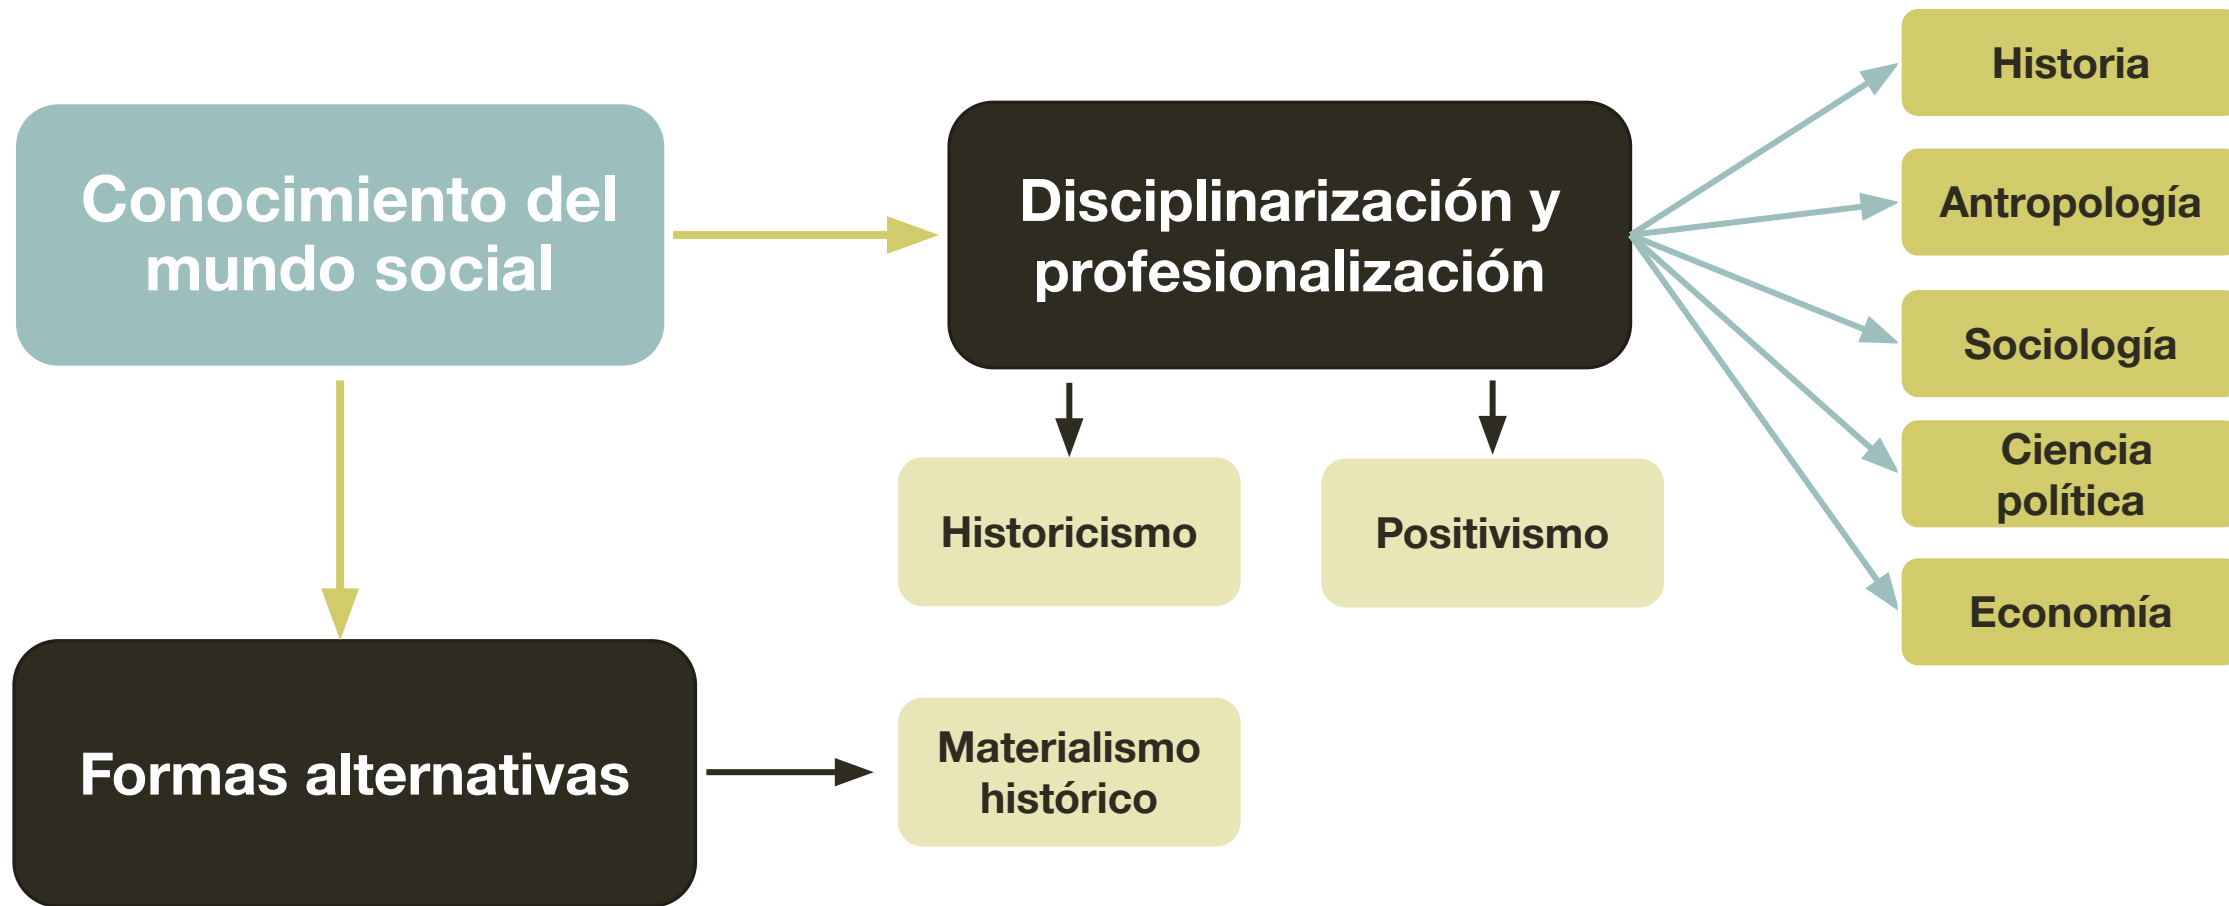 Conocimiento del
mundo social
Disciplinarización y
profesionalización
Historia
Antropología
Sociología
Ciencia
política
Economía
Historicismo
Positivismo
Formas alternativas
Materialismo
histórico